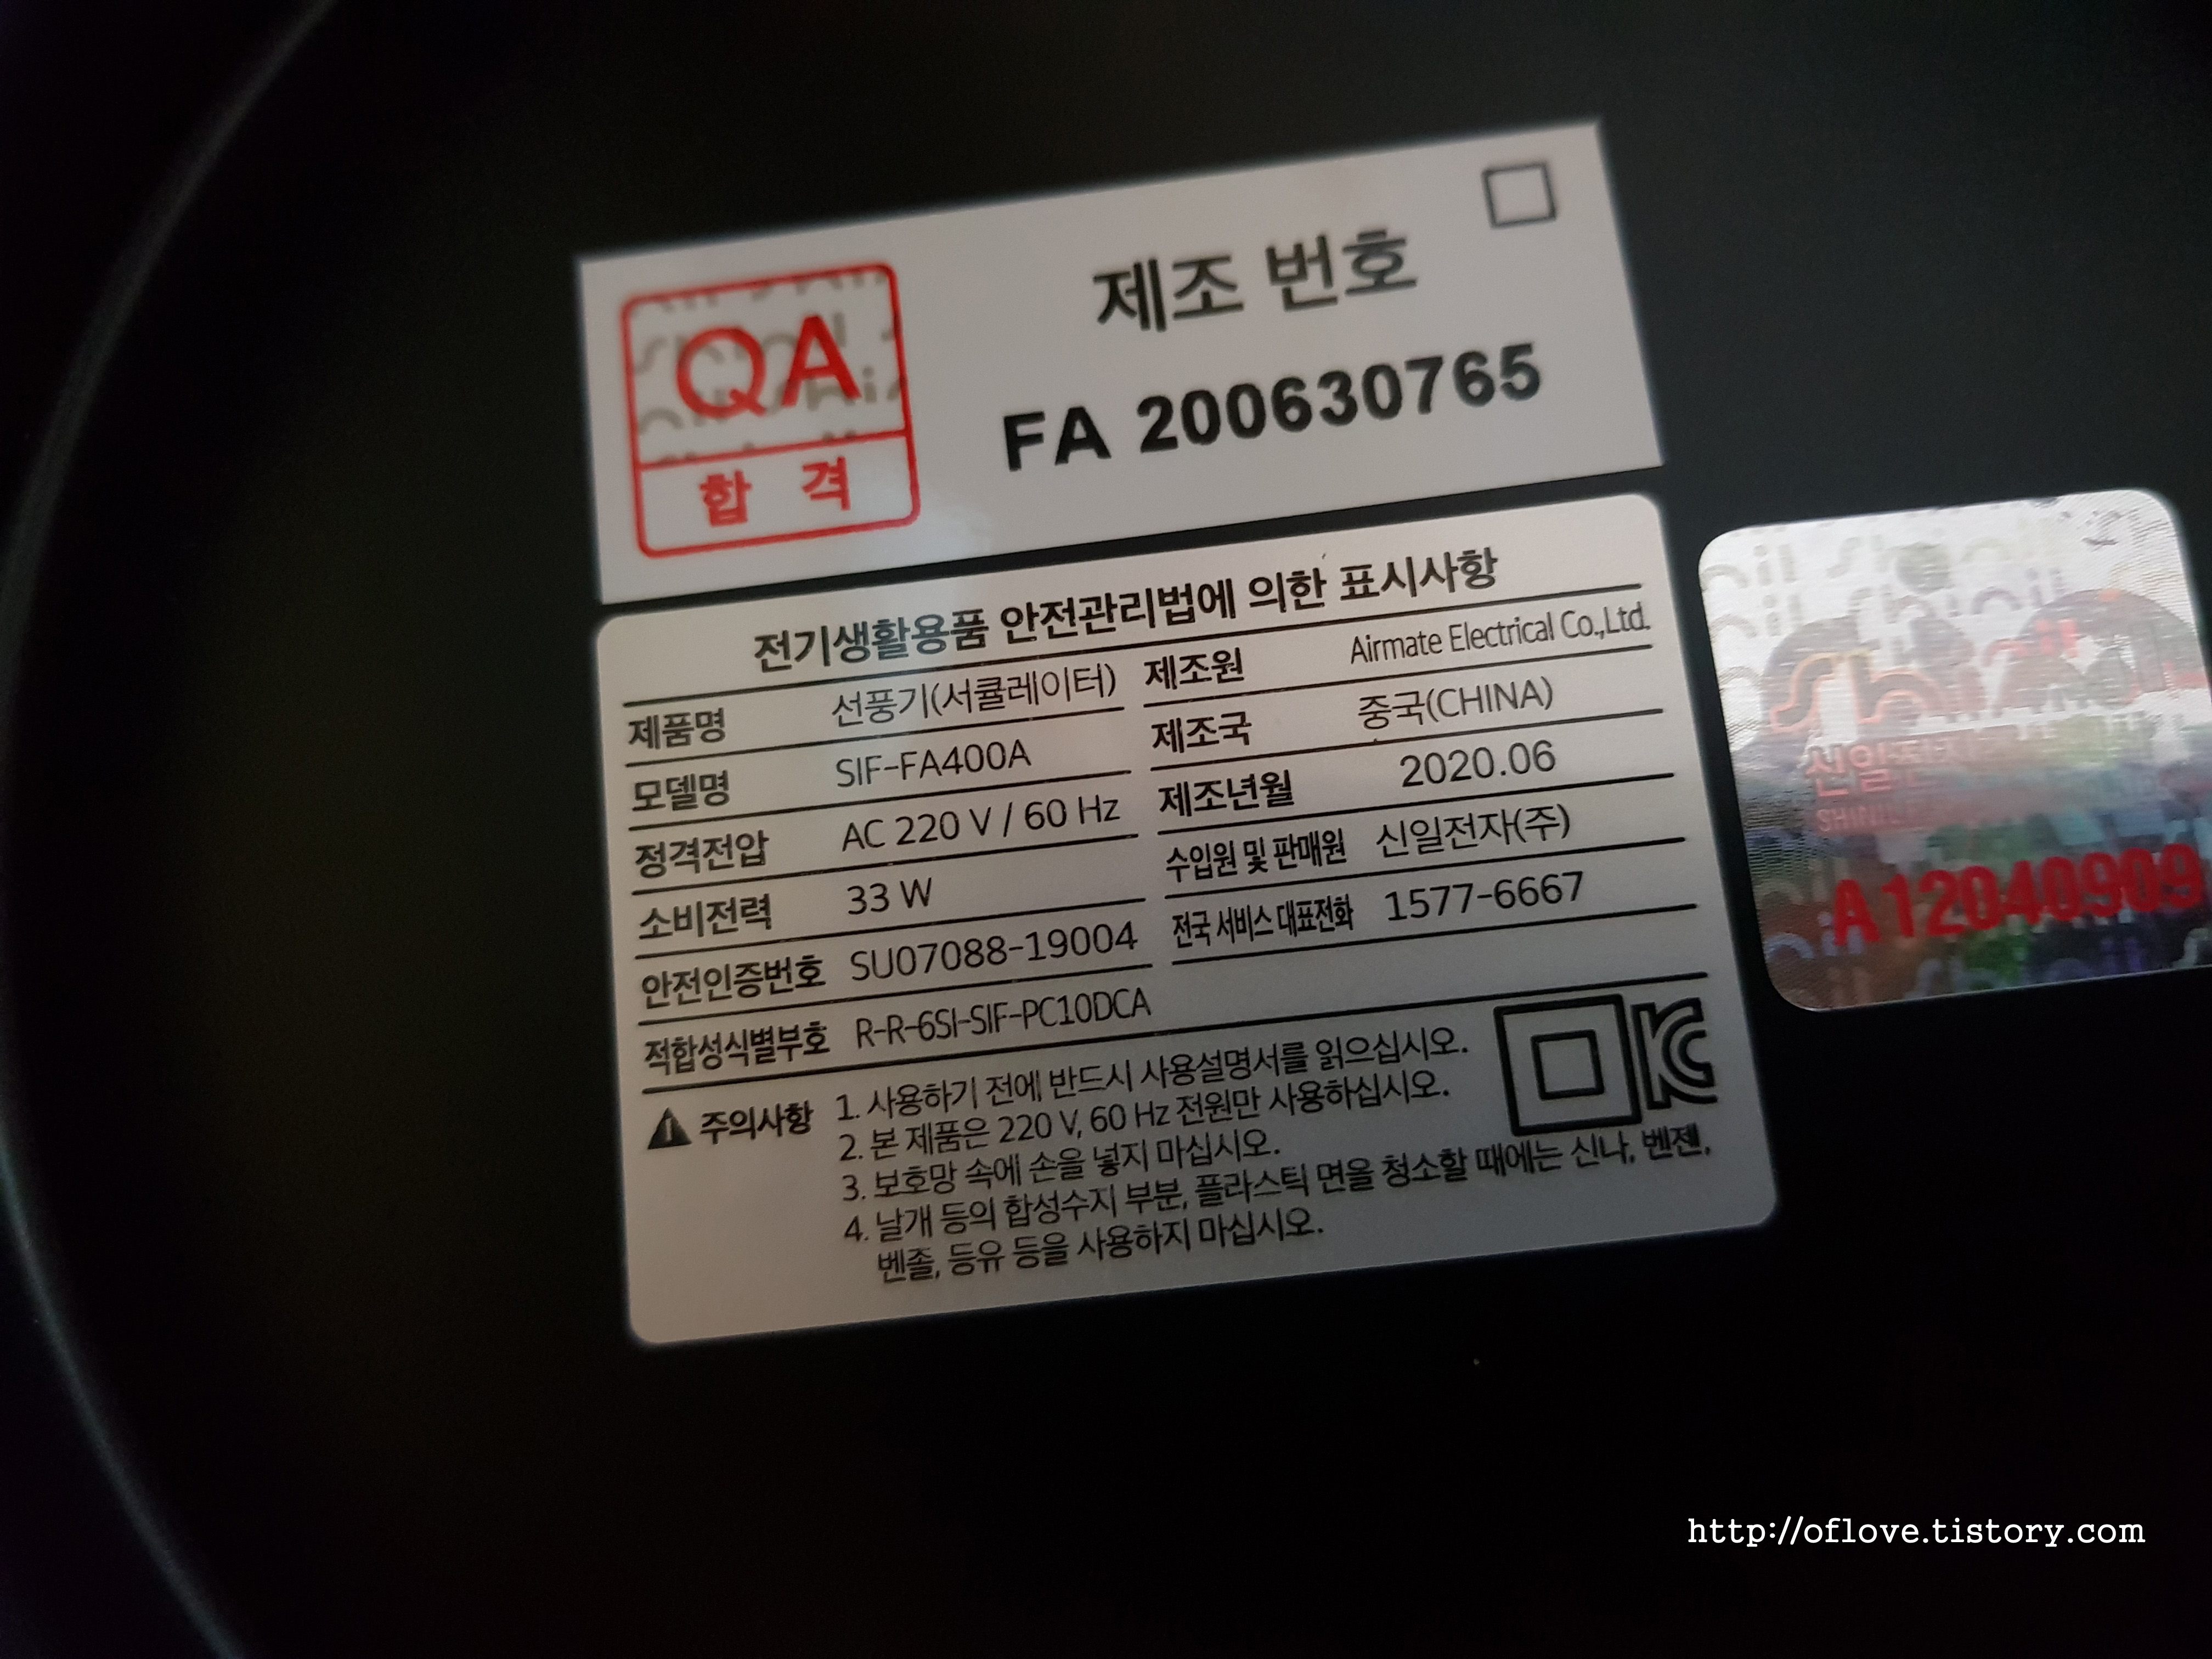 제조 번호
QA
합 격
FA 200630765
전기생활용품 안전관리법에 의한 표시사항
제품명 선풍기(서큘레이터)
모델명 SIF-FA400A
정격전압 AC 220 V / 60 Hz
소비전력 33 W
안전인증번호 SU07088-19004
적합성식별부호 R-R-6SI-SIF-PC10DCA
제조원 Airmate Electrical Co.,Ltd.
제조국 중국(CHINA)
제조년월 2020.06
수입원 및 판매원 신일전자(주)
전국 서비스 대표전화 1577-6667
주의사항
1. 사용하기 전에 반드시 사용설명서를 읽으십시오.
2. 본 제품은 220 V, 60 Hz 전원만 사용하십시오.
3. 보호망 속에 손을 넣지 마십시오.
4. 날개 등의 합성수지 부분, 플라스틱 면을 청소할 때에는 신나, 벤젠,
벤졸, 등유 등을 사용하지 마십시오.
shinil
신일전자
A12040909
http://oflove.tistory.com